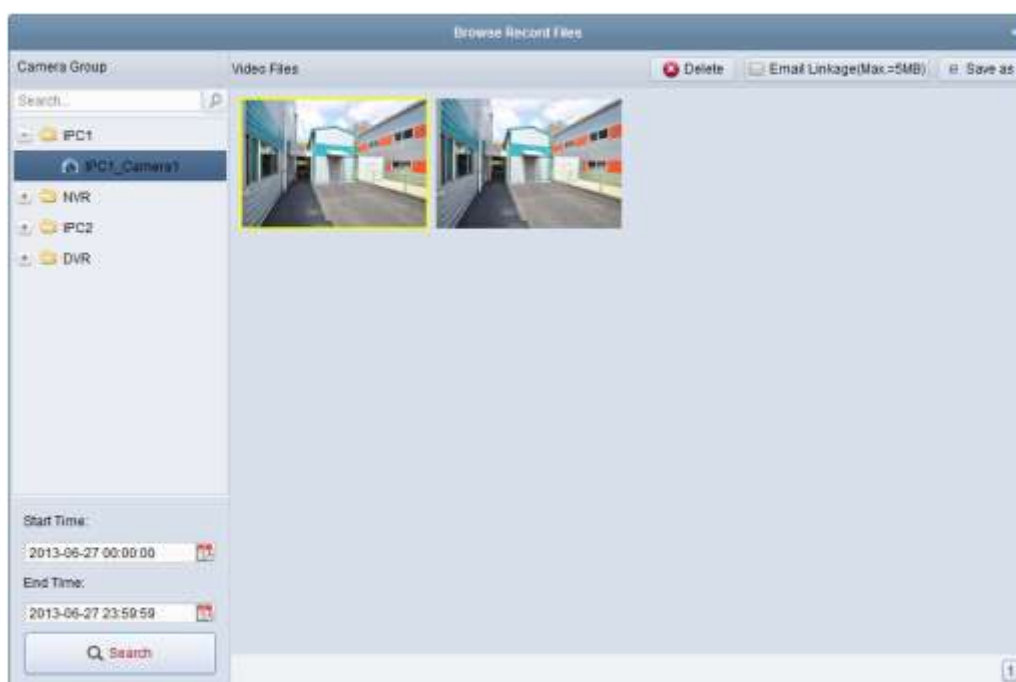 Browse Record Files
Camera Group
Video Files
Delete
Email Linkage(Max.=5MB)
Save as
Search...
IPC1
IPC1_Camera1
NVR
IPC2
DVR
Start Time:
2013-06-27 00:00:00
End Time:
2013-06-27 23:59:59
Search
1